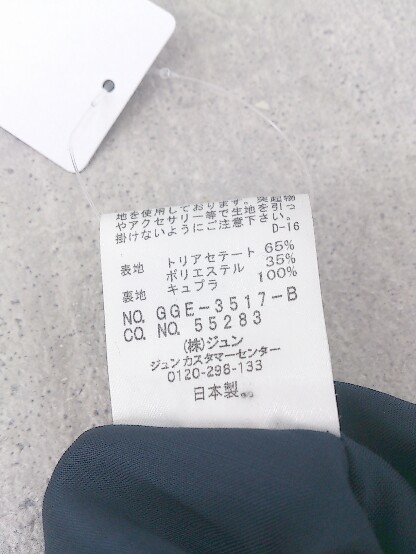 地を使用しております。突起物
やアクセサリー等で生地を引っ
掛けないようにご注意下さい。
D-16
表地 トリアセテート 65%
ポリエステル 35%
裏地 キュプラ 100%
NO. GGE-3517-B
CO. NO. 55283
(株)ジュン
ジュンカスタマーセンター
0120-298-133
日本製